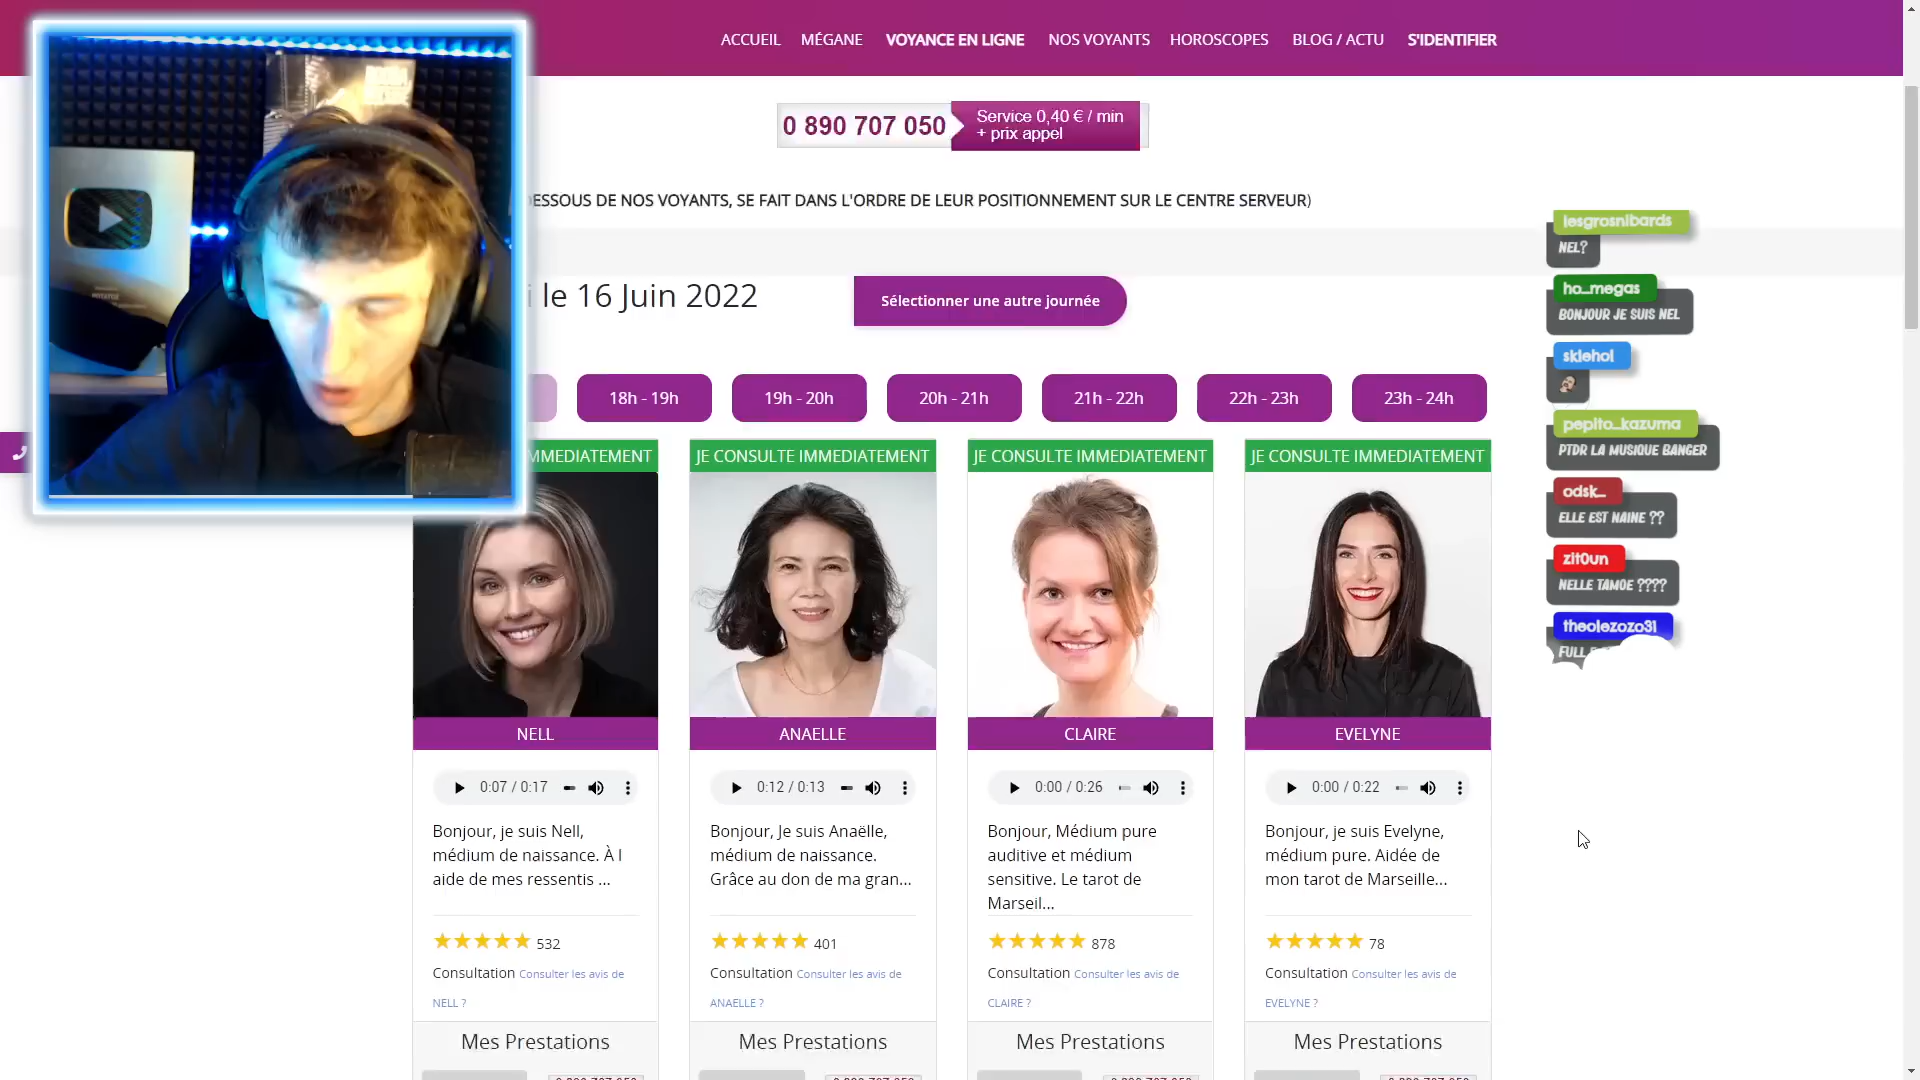 ACCUEIL MÉGANE VOYANCE EN LIGNE NOS VOYANTS HOROSCOPES BLOG / ACTU S'IDENTIFIER
0 890 707 050
Service 0,40 € / min
+ prix appel
DESSOUS DE NOS VOYANTS, SE FAIT DANS L'ORDRE DE LEUR POSITIONNEMENT SUR LE CENTRE SERVEUR)
le 16 Juin 2022
Sélectionner une autre journée
18h - 19h 19h - 20h 20h - 21h 21h - 22h 22h - 23h 23h - 24h
MMEDIATEMENT JE CONSULTE IMMEDIATEMENT JE CONSULTE IMMEDIATEMENT JE CONSULTE IMMEDIATEMENT
NELL
0:07 / 0:17
Bonjour, je suis Nell,
médium de naissance. À l
aide de mes ressentis ...
532
Consultation Consulter les avis de
NELL ?
Mes Prestations
ANAELLE
0:12 / 0:13
Bonjour, Je suis Anaëlle,
médium de naissance.
Grâce au don de ma gran...
401
Consultation Consulter les avis de
ANAELLE ?
Mes Prestations
CLAIRE
0:00 / 0:26
Bonjour, Médium pure
auditive et médium
sensitive. Le tarot de
Marseil...
878
Consultation Consulter les avis de
CLAIRE ?
Mes Prestations
EVELYNE
0:00 / 0:22
Bonjour, je suis Evelyne,
médium pure. Aidée de
mon tarot de Marseille...
78
Consultation Consulter les avis de
EVELYNE ?
Mes Prestations
lesgrosnibards
NEL?
ho_megas
BONJOUR JE SUIS NEL
sklehol
pepito_kazuma
PTDR LA MUSIQUE BANGER
odsk_
ELLE EST NAINE ??
zit0un
NELLE TAMOE ????
theolezozo31
FULL